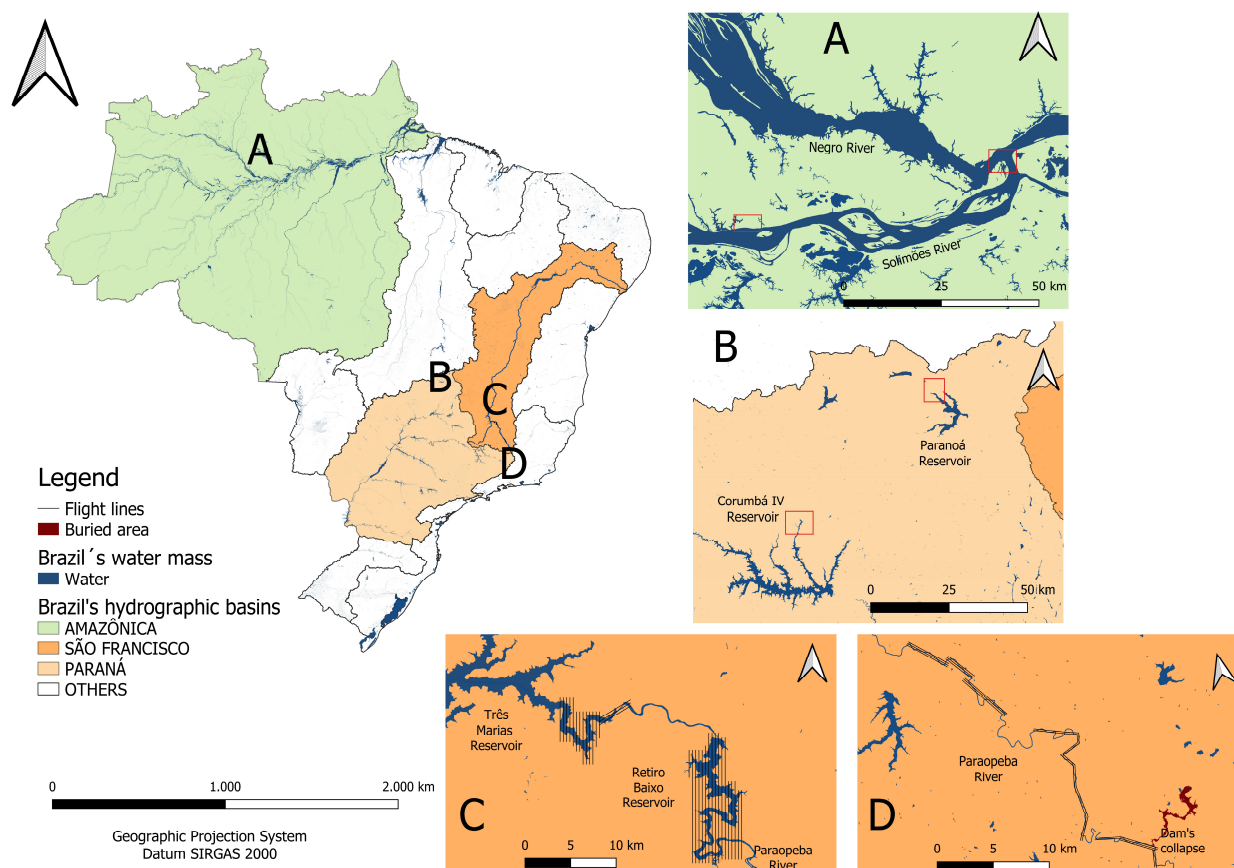 A
B
C
D
Legend
Flight lines
Buried area
Brazil´s water mass
Water
Brazil's hydrographic basins
AMAZÔNICA
SÃO FRANCISCO
PARANÁ
OTHERS
0 1.000 2.000 km
Geographic Projection System
Datum SIRGAS 2000
A
Negro River
Solimões River
0 25 50 km
B
Paranoá
Reservoir
Corumbá IV
Reservoir
0 25 50 km
Três
Marias
Reservoir
Retiro
Baixo
Reservoir
C
0 5 10 km
Paraopeba
River
Paraopeba
River
D
0 5 10 km
Dam's
collapse